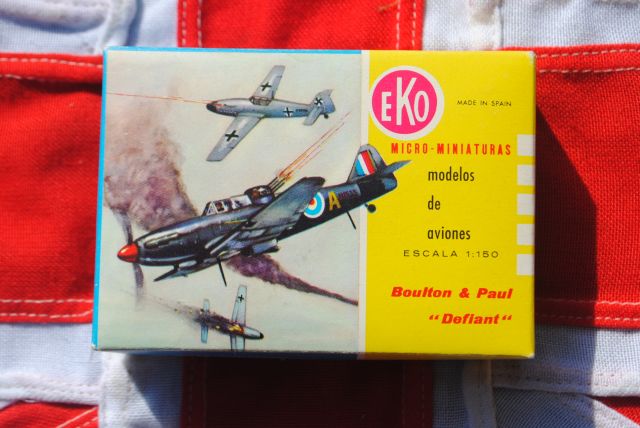 EKO
MADE IN SPAIN
MICRO-MINIATURAS
modelos
de
aviones
ESCALA 1:150
Boulton & Paul
"Defiant"
A